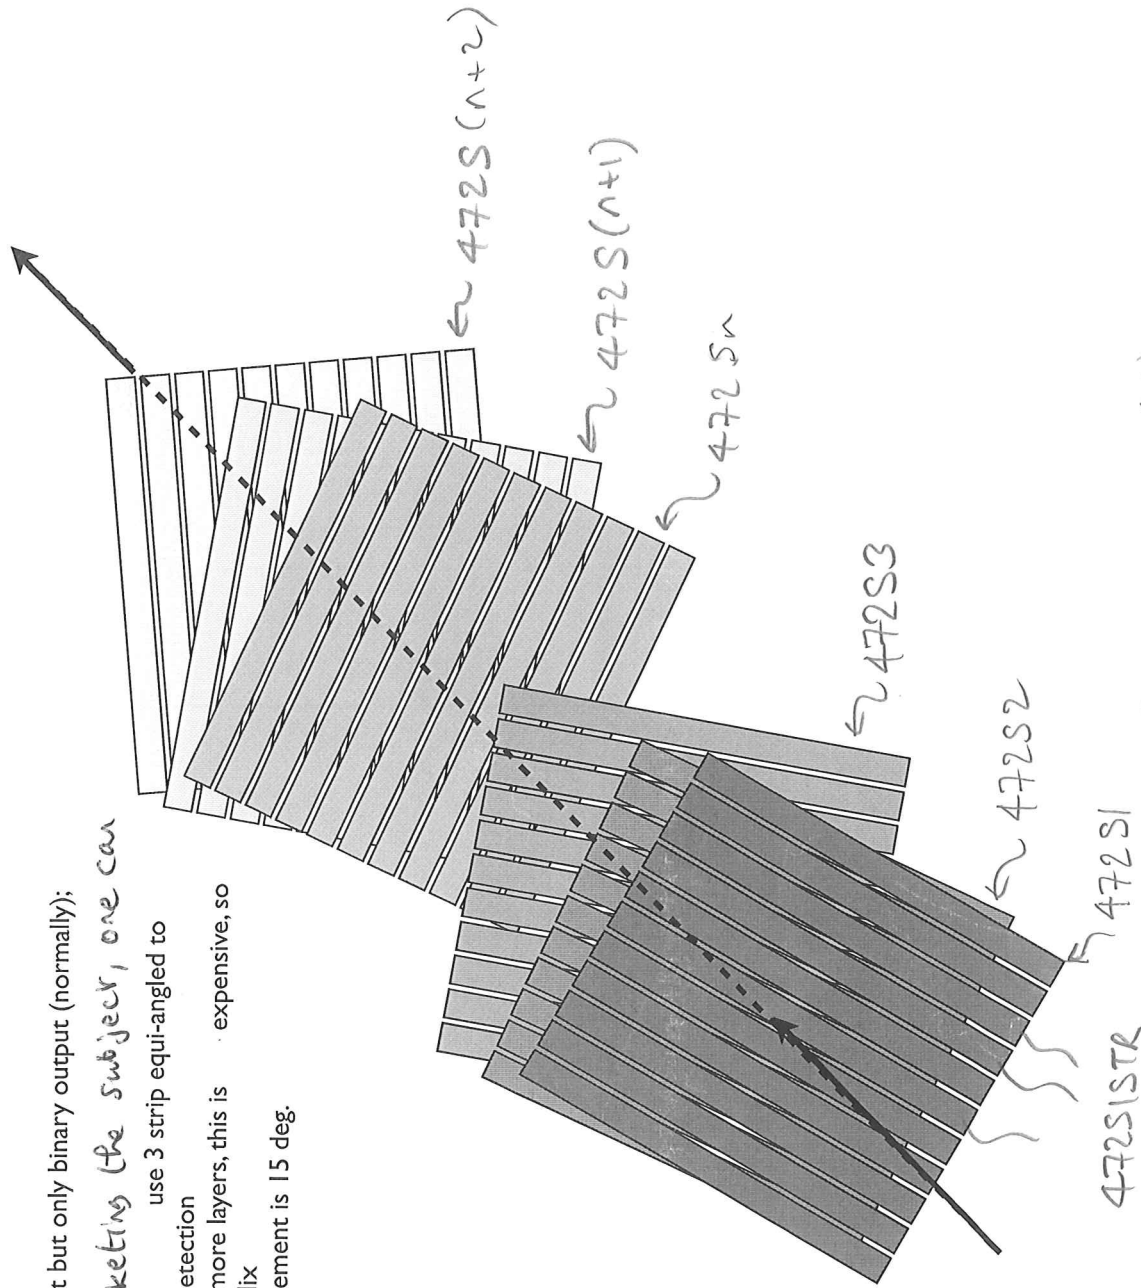 t but only binary output (normally);
keting the subject, one can
use 3 strip equi-angled to
etection
more layers, this is expensive, so
lix
ement is 15 deg.
472S(n+2)
472S(n+1)
472Sn
472S3
472S2
472S1
472S1STR